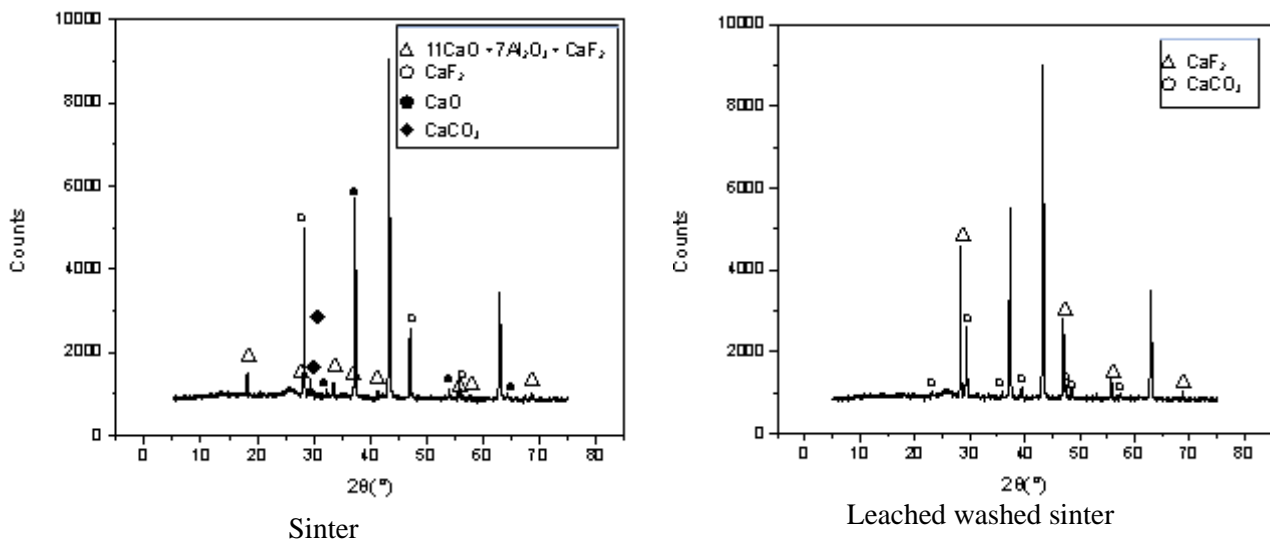 10000
8000
6000
4000
2000
0
Counts
△ 11CaO + 7Al₂O₃ + CaF₂
○ CaF₂
● CaO
◆ CaCO₃
0 10 20 30 40 50 60 70 80
2θ(°)
Sinter
10000
8000
6000
4000
2000
0
Counts
△ CaF₂
○ CaCO₃
0 10 20 30 40 50 60 70 80
2θ(°)
Leached washed sinter